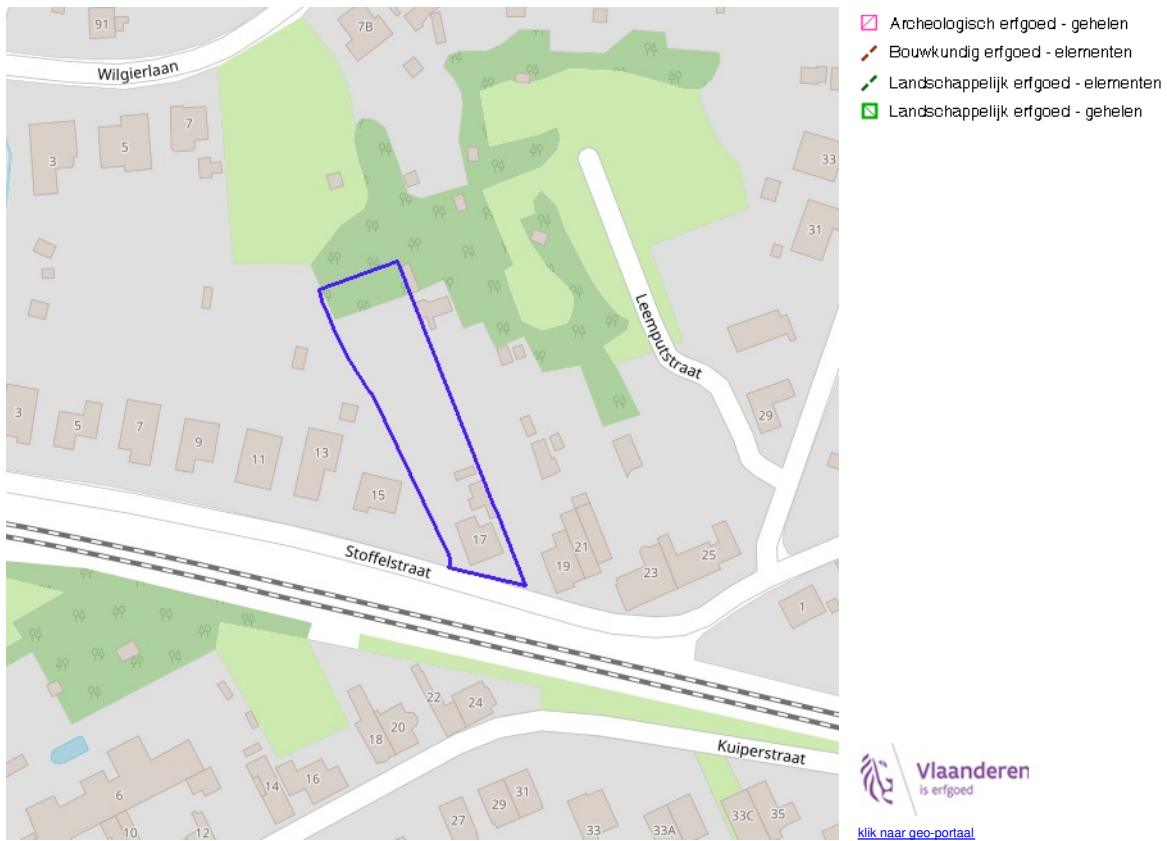 91
7B
Wilgierlaan
7
5
3
33
31
Leemputstraat
29
3
5
7
9
11
13
15
17
Stoffelstraat
21
19
25
23
1
22
24
20
18
Kuiperstraat
16
14
6
10
12
31
29
27
33
33A
33C
35
Archeologisch erfgoed - gehelen
Bouwkundig erfgoed - elementen
Landschappelijk erfgoed - elementen
Landschappelijk erfgoed - gehelen
Vlaanderen
is erfgoed
klik naar geo-portaal